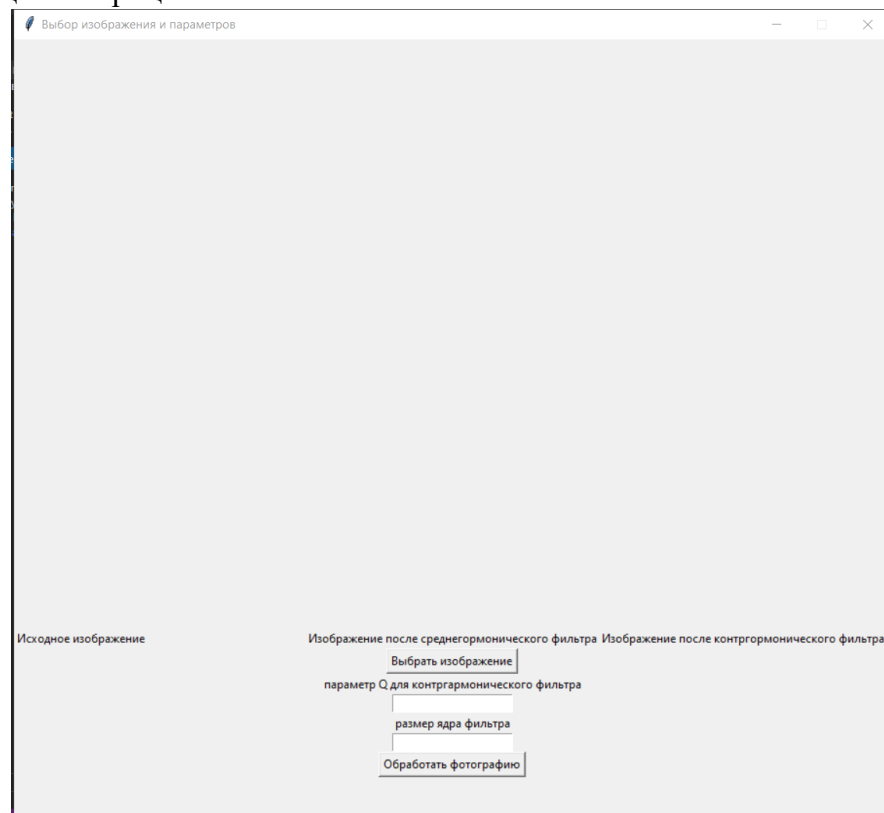 Выбор изображения и параметров
Исходное изображение Изображение после среднегормонического фильтра Изображение после контргормонического фильтра
Выбрать изображение
параметр Q для контргармонического фильтра
размер ядра фильтра
Обработать фотографию